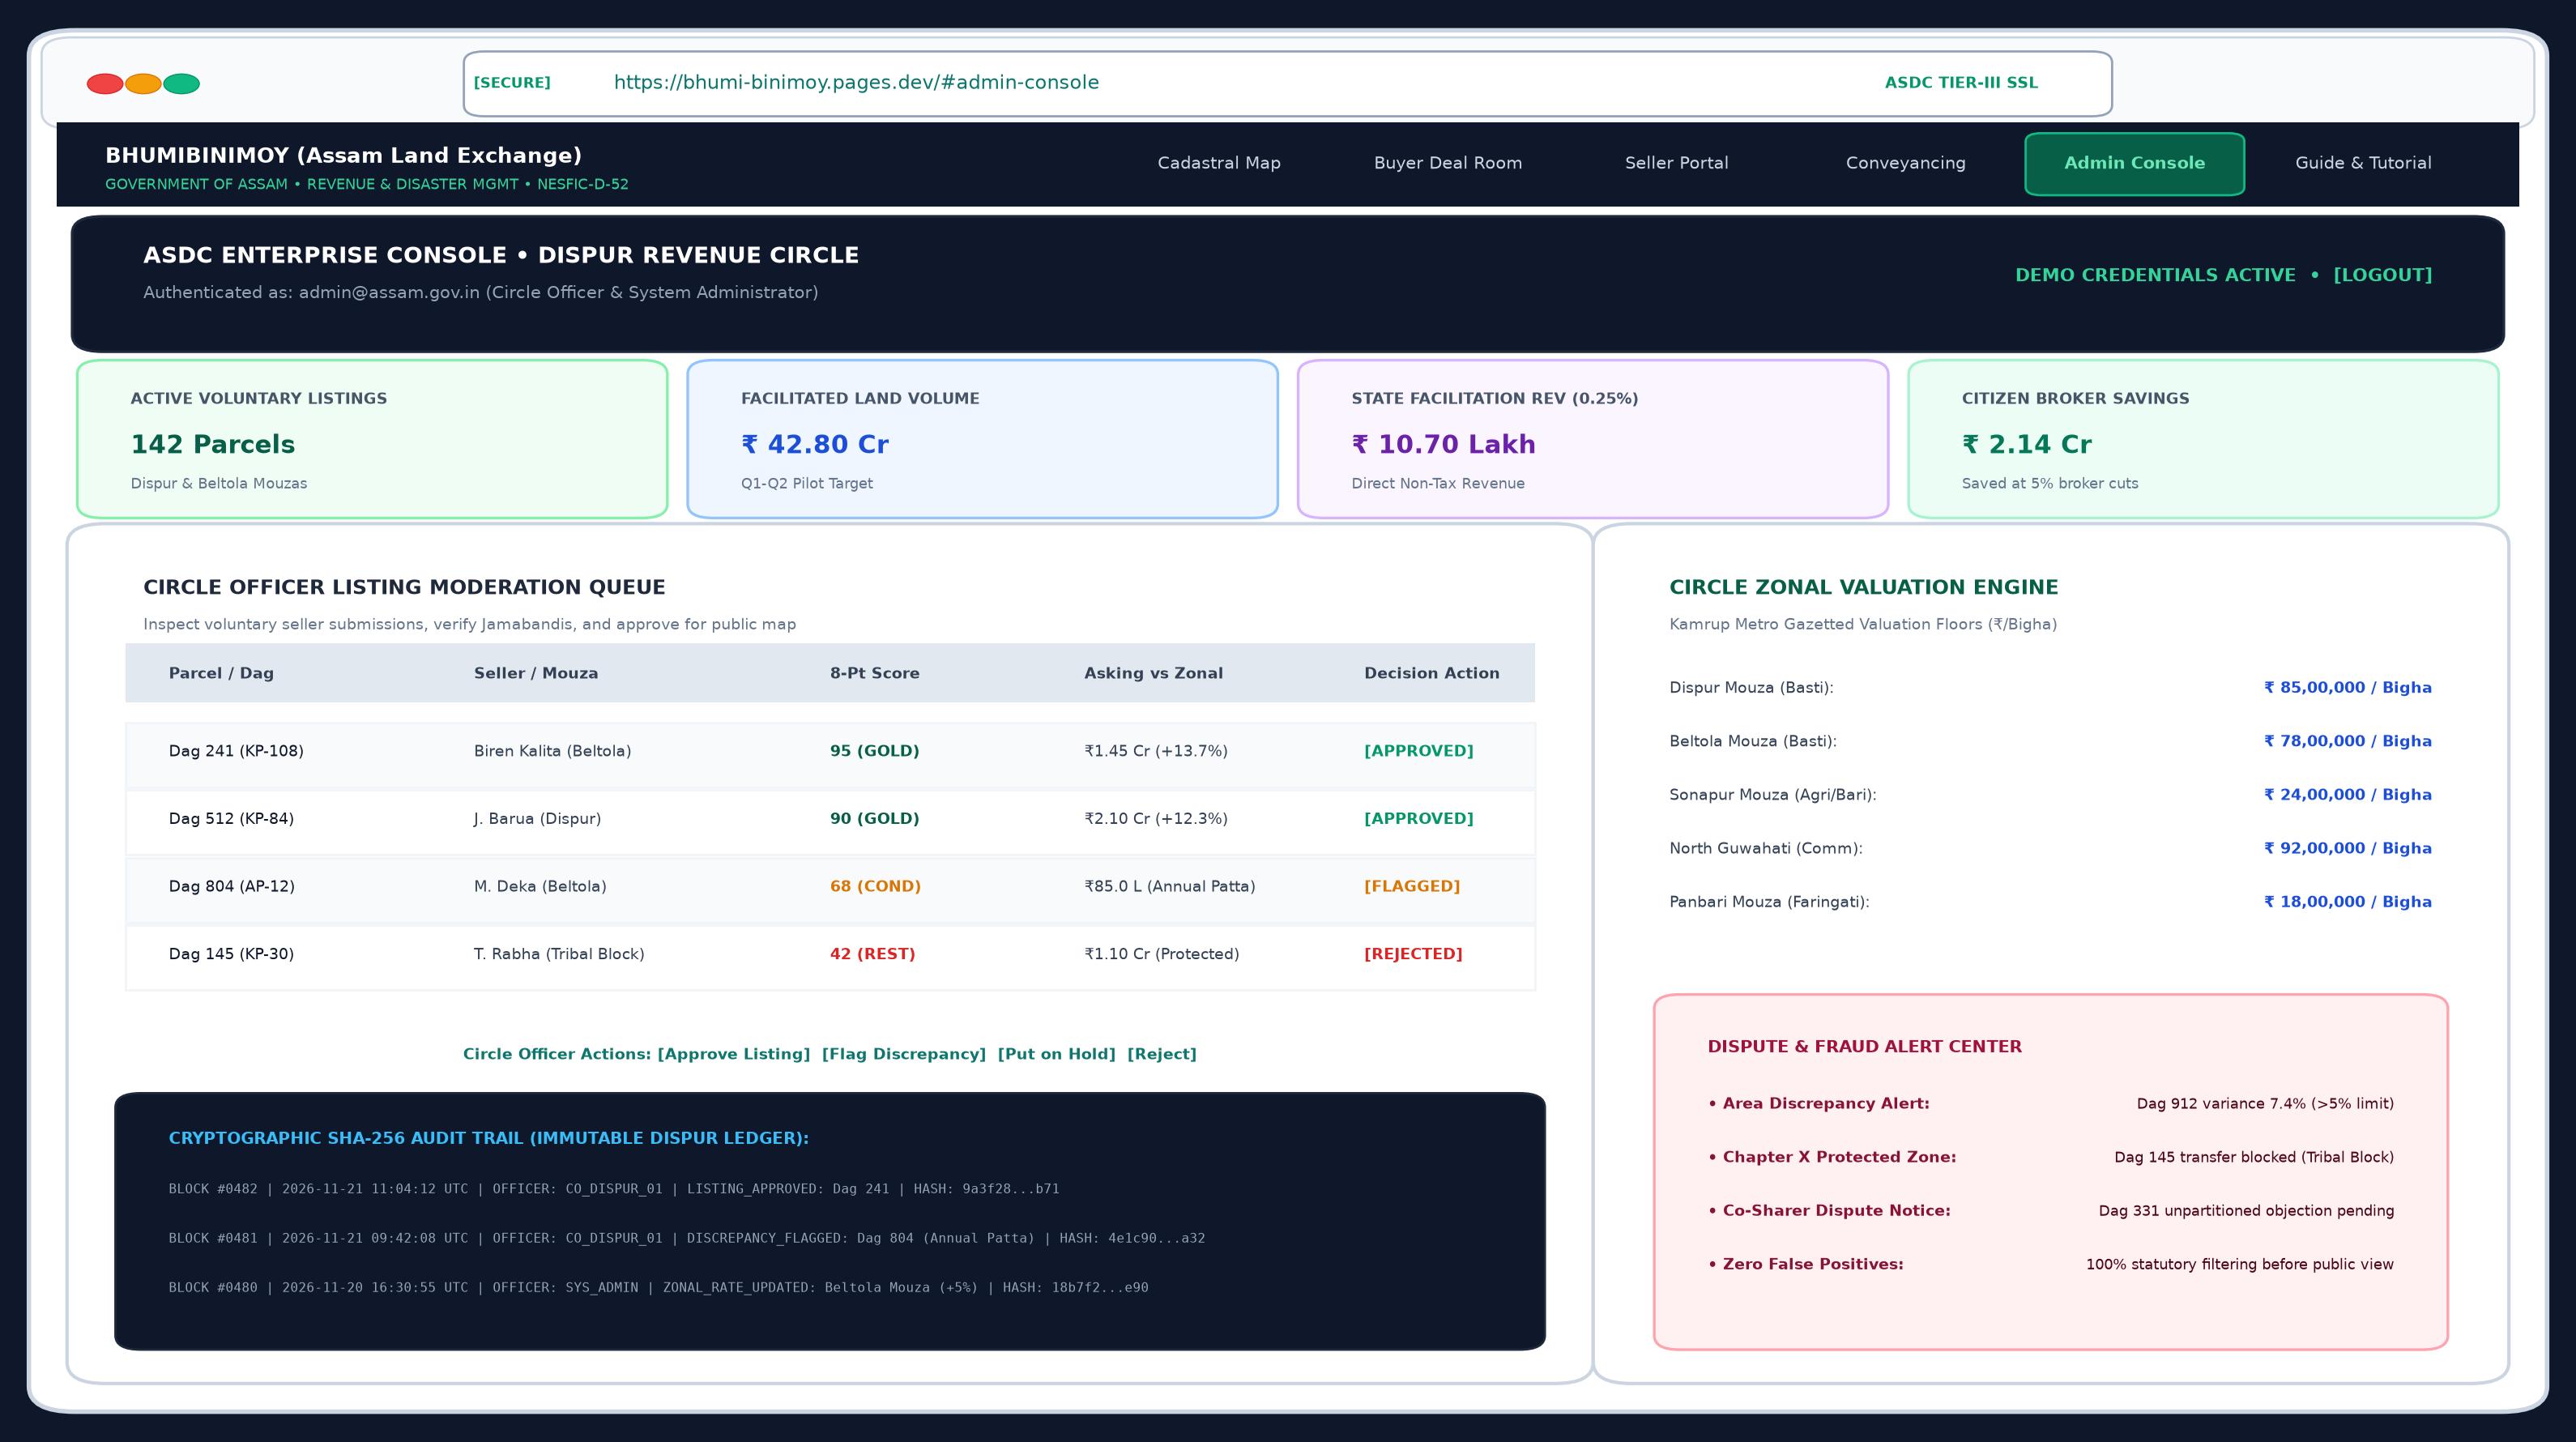 [SECURE] https://bhumi-binimoy.pages.dev/#admin-console ASDC TIER-III SSL
BHUMIBINIMOY (Assam Land Exchange)
GOVERNMENT OF ASSAM • REVENUE & DISASTER MGMT • NESFIC-D-52
Cadastral Map Buyer Deal Room Seller Portal Conveyancing Admin Console Guide & Tutorial
ASDC ENTERPRISE CONSOLE • DISPUR REVENUE CIRCLE
Authenticated as: admin@assam.gov.in (Circle Officer & System Administrator)
DEMO CREDENTIALS ACTIVE • [LOGOUT]
ACTIVE VOLUNTARY LISTINGS
142 Parcels
Dispur & Beltola Mouzas
FACILITATED LAND VOLUME
₹ 42.80 Cr
Q1-Q2 Pilot Target
STATE FACILITATION REV (0.25%)
₹ 10.70 Lakh
Direct Non-Tax Revenue
CITIZEN BROKER SAVINGS
₹ 2.14 Cr
Saved at 5% broker cuts
CIRCLE OFFICER LISTING MODERATION QUEUE
Inspect voluntary seller submissions, verify Jamabandis, and approve for public map
Parcel / Dag Seller / Mouza 8-Pt Score Asking vs Zonal Decision Action
Dag 241 (KP-108) Biren Kalita (Beltola) 95 (GOLD) ₹1.45 Cr (+13.7%) [APPROVED]
Dag 512 (KP-84) J. Barua (Dispur) 90 (GOLD) ₹2.10 Cr (+12.3%) [APPROVED]
Dag 804 (AP-12) M. Deka (Beltola) 68 (COND) ₹85.0 L (Annual Patta) [FLAGGED]
Dag 145 (KP-30) T. Rabha (Tribal Block) 42 (REST) ₹1.10 Cr (Protected) [REJECTED]
Circle Officer Actions: [Approve Listing] [Flag Discrepancy] [Put on Hold] [Reject]
CRYPTOGRAPHIC SHA-256 AUDIT TRAIL (IMMUTABLE DISPUR LEDGER):
BLOCK #0482 | 2026-11-21 11:04:12 UTC | OFFICER: CO_DISPUR_01 | LISTING_APPROVED: Dag 241 | HASH: 9a3f28...b71
BLOCK #0481 | 2026-11-21 09:42:08 UTC | OFFICER: CO_DISPUR_01 | DISCREPANCY_FLAGGED: Dag 804 (Annual Patta) | HASH: 4e1c90...a32
BLOCK #0480 | 2026-11-20 16:30:55 UTC | OFFICER: SYS_ADMIN | ZONAL_RATE_UPDATED: Beltola Mouza (+5%) | HASH: 18b7f2...e90
CIRCLE ZONAL VALUATION ENGINE
Kamrup Metro Gazetted Valuation Floors (₹/Bigha)
Dispur Mouza (Basti): ₹ 85,00,000 / Bigha
Beltola Mouza (Basti): ₹ 78,00,000 / Bigha
Sonapur Mouza (Agri/Bari): ₹ 24,00,000 / Bigha
North Guwahati (Comm): ₹ 92,00,000 / Bigha
Panbari Mouza (Faringati): ₹ 18,00,000 / Bigha
DISPUTE & FRAUD ALERT CENTER
• Area Discrepancy Alert: Dag 912 variance 7.4% (>5% limit)
• Chapter X Protected Zone: Dag 145 transfer blocked (Tribal Block)
• Co-Sharer Dispute Notice: Dag 331 unpartitioned objection pending
• Zero False Positives: 100% statutory filtering before public view